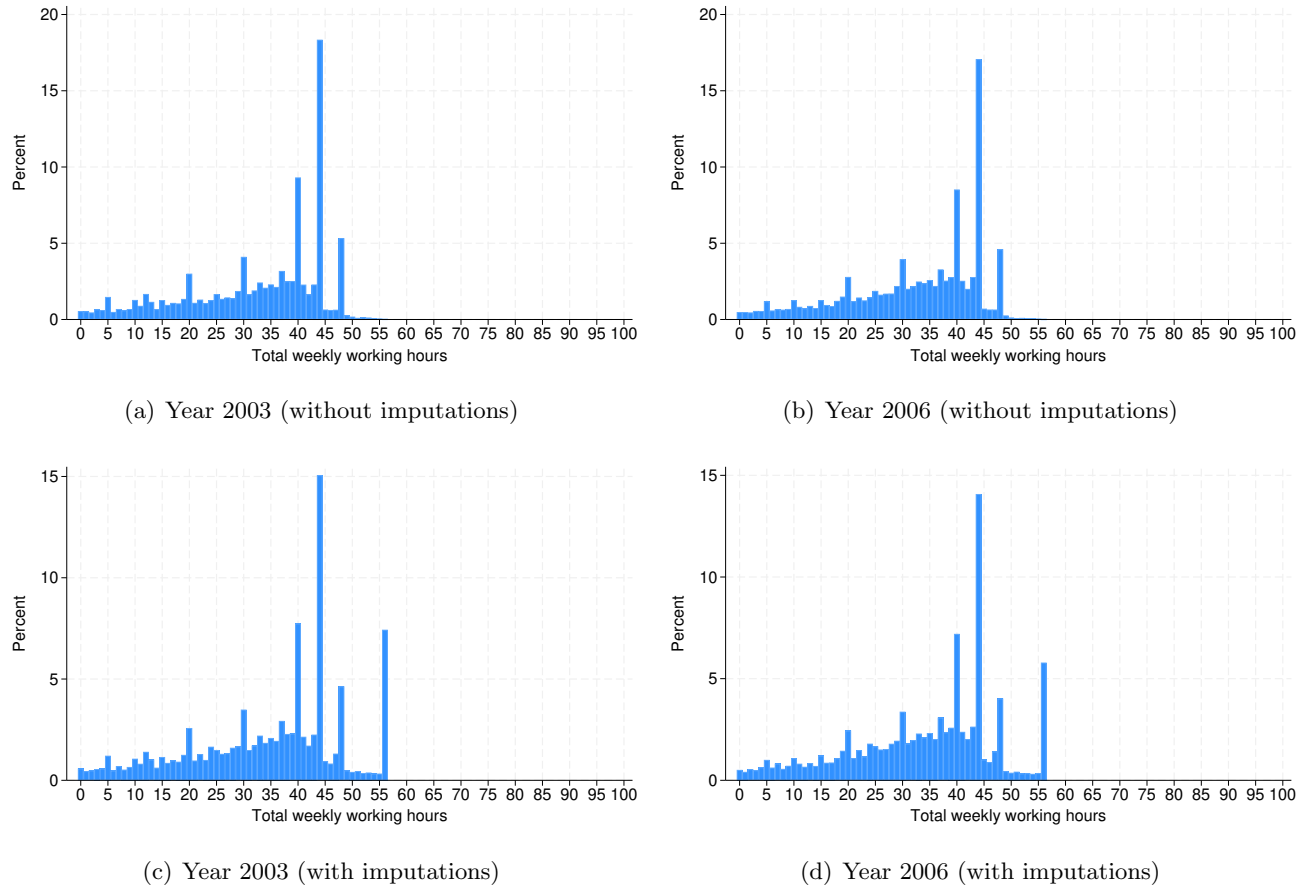 20
15
10
5
0
Percent
0 5 10 15 20 25 30 35 40 45 50 55 60 65 70 75 80 85 90 95 100
Total weekly working hours
(a) Year 2003 (without imputations)
20
15
10
5
0
Percent
0 5 10 15 20 25 30 35 40 45 50 55 60 65 70 75 80 85 90 95 100
Total weekly working hours
(b) Year 2006 (without imputations)
15
10
5
0
Percent
0 5 10 15 20 25 30 35 40 45 50 55 60 65 70 75 80 85 90 95 100
Total weekly working hours
(c) Year 2003 (with imputations)
15
10
5
0
Percent
0 5 10 15 20 25 30 35 40 45 50 55 60 65 70 75 80 85 90 95 100
Total weekly working hours
(d) Year 2006 (with imputations)